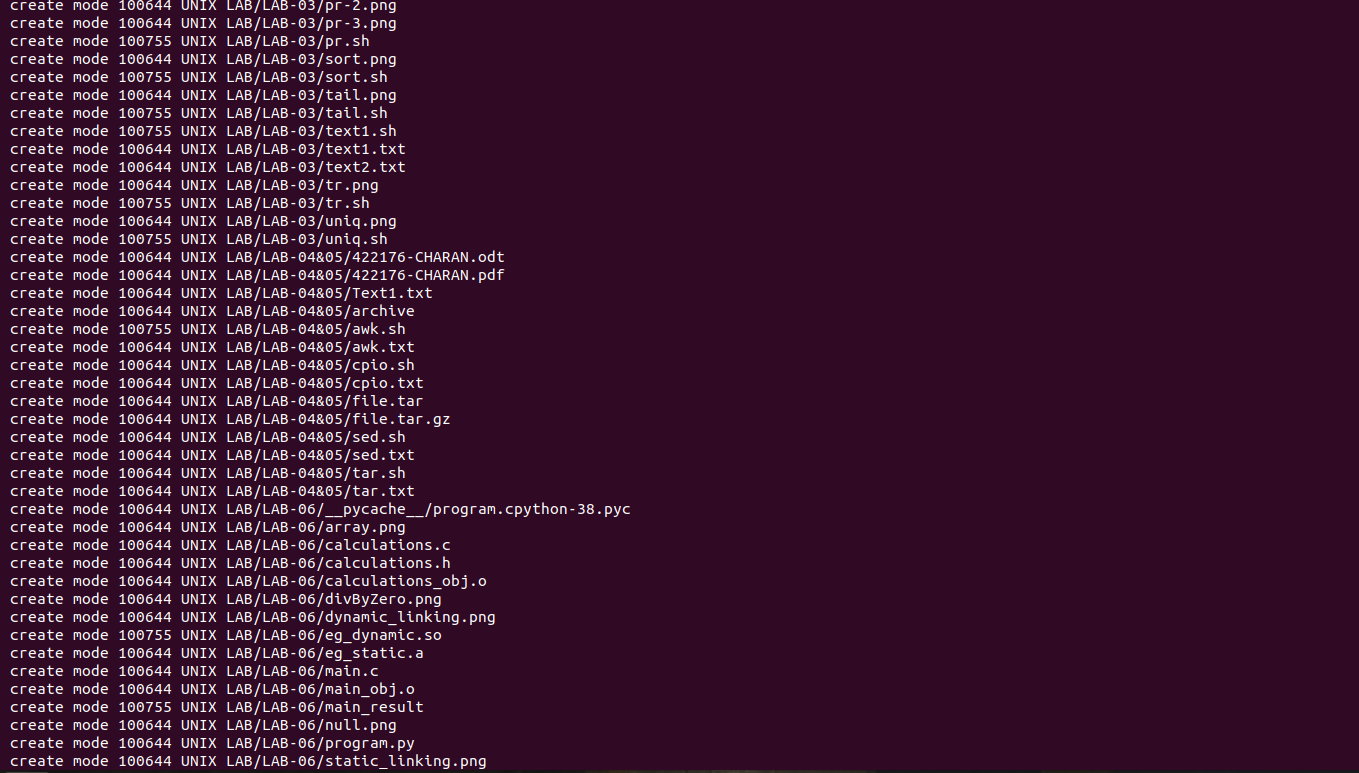 create mode 100644 UNIX LAB/LAB-03/pr-2.png
create mode 100644 UNIX LAB/LAB-03/pr-3.png
create mode 100755 UNIX LAB/LAB-03/pr.sh
create mode 100644 UNIX LAB/LAB-03/sort.png
create mode 100755 UNIX LAB/LAB-03/sort.sh
create mode 100644 UNIX LAB/LAB-03/tail.png
create mode 100755 UNIX LAB/LAB-03/tail.sh
create mode 100755 UNIX LAB/LAB-03/text1.sh
create mode 100644 UNIX LAB/LAB-03/text1.txt
create mode 100644 UNIX LAB/LAB-03/text2.txt
create mode 100644 UNIX LAB/LAB-03/tr.png
create mode 100755 UNIX LAB/LAB-03/tr.sh
create mode 100644 UNIX LAB/LAB-03/uniq.png
create mode 100755 UNIX LAB/LAB-03/uniq.sh
create mode 100644 UNIX LAB/LAB-04&05/422176-CHARAN.odt
create mode 100644 UNIX LAB/LAB-04&05/422176-CHARAN.pdf
create mode 100644 UNIX LAB/LAB-04&05/Text1.txt
create mode 100644 UNIX LAB/LAB-04&05/archive
create mode 100755 UNIX LAB/LAB-04&05/awk.sh
create mode 100644 UNIX LAB/LAB-04&05/awk.txt
create mode 100644 UNIX LAB/LAB-04&05/cpio.sh
create mode 100644 UNIX LAB/LAB-04&05/cpio.txt
create mode 100644 UNIX LAB/LAB-04&05/file.tar
create mode 100644 UNIX LAB/LAB-04&05/file.tar.gz
create mode 100644 UNIX LAB/LAB-04&05/sed.sh
create mode 100644 UNIX LAB/LAB-04&05/sed.txt
create mode 100644 UNIX LAB/LAB-04&05/tar.sh
create mode 100644 UNIX LAB/LAB-04&05/tar.txt
create mode 100644 UNIX LAB/LAB-06/__pycache__/program.cpython-38.pyc
create mode 100644 UNIX LAB/LAB-06/array.png
create mode 100644 UNIX LAB/LAB-06/calculations.c
create mode 100644 UNIX LAB/LAB-06/calculations.h
create mode 100644 UNIX LAB/LAB-06/calculations_obj.o
create mode 100644 UNIX LAB/LAB-06/divByZero.png
create mode 100644 UNIX LAB/LAB-06/dynamic_linking.png
create mode 100755 UNIX LAB/LAB-06/eg_dynamic.so
create mode 100644 UNIX LAB/LAB-06/eg_static.a
create mode 100644 UNIX LAB/LAB-06/main.c
create mode 100644 UNIX LAB/LAB-06/main_obj.o
create mode 100755 UNIX LAB/LAB-06/main_result
create mode 100644 UNIX LAB/LAB-06/null.png
create mode 100644 UNIX LAB/LAB-06/program.py
create mode 100644 UNIX LAB/LAB-06/static_linking.png